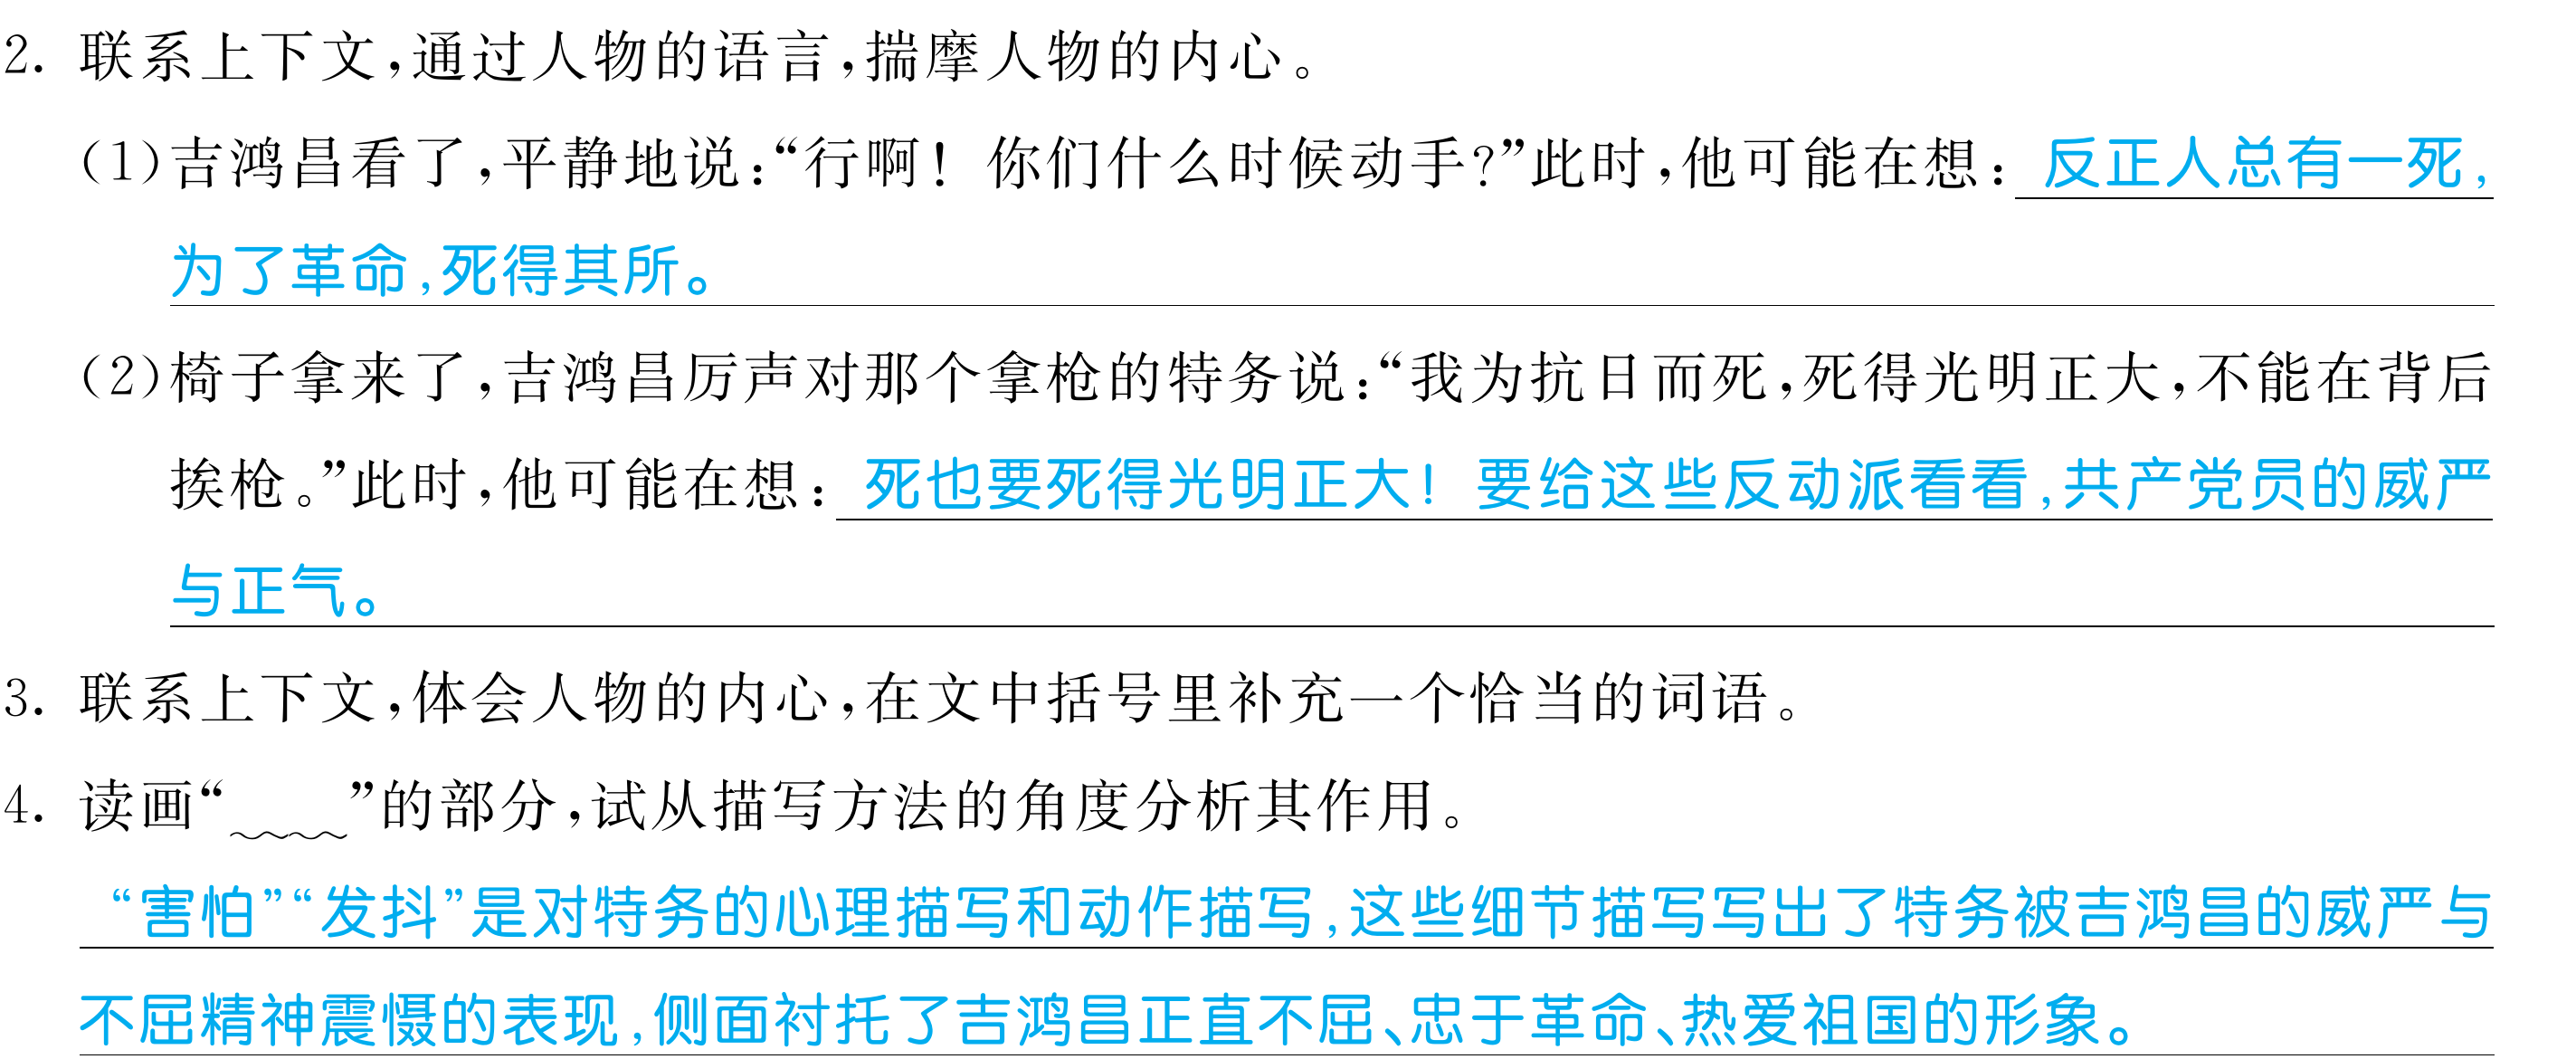 2. 联系上下文,通过人物的语言,揣摩人物的内心。
(1)吉鸿昌看了,平静地说:“行啊! 你们什么时候动手?”此时,他可能在想: 反正人总有一死,
为了革命,死得其所。
(2)椅子拿来了,吉鸿昌厉声对那个拿枪的特务说:“我为抗日而死,死得光明正大,不能在背后
挨枪。”此时,他可能在想: 死也要死得光明正大! 要给这些反动派看看,共产党员的威严
与正气。
3. 联系上下文,体会人物的内心,在文中括号里补充一个恰当的词语。
4. 读画“﹏﹏”的部分,试从描写方法的角度分析其作用。
“害怕”“发抖”是对特务的心理描写和动作描写,这些细节描写写出了特务被吉鸿昌的威严与
不屈精神震慑的表现,侧面衬托了吉鸿昌正直不屈、忠于革命、热爱祖国的形象。